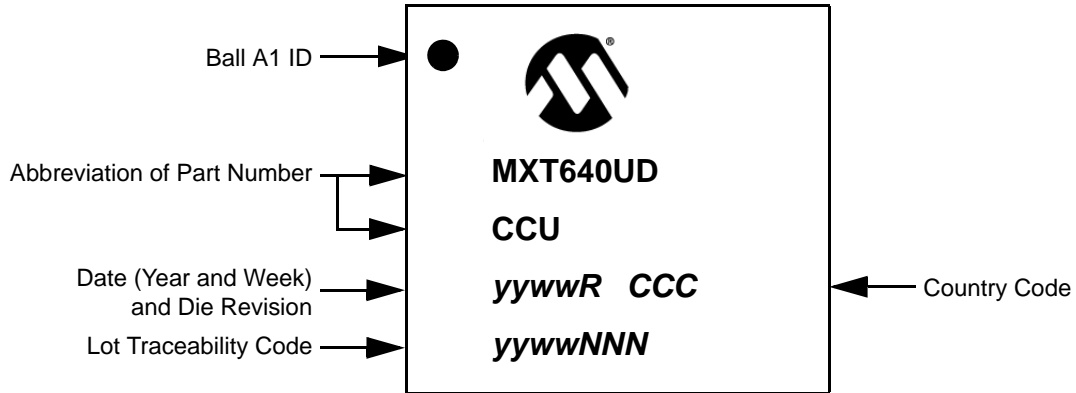 Ball A1 ID
®
Abbreviation of Part Number
MXT640UD
CCU
Date (Year and Week)
and Die Revision
yywwR CCC
Country Code
Lot Traceability Code
yywwNNN